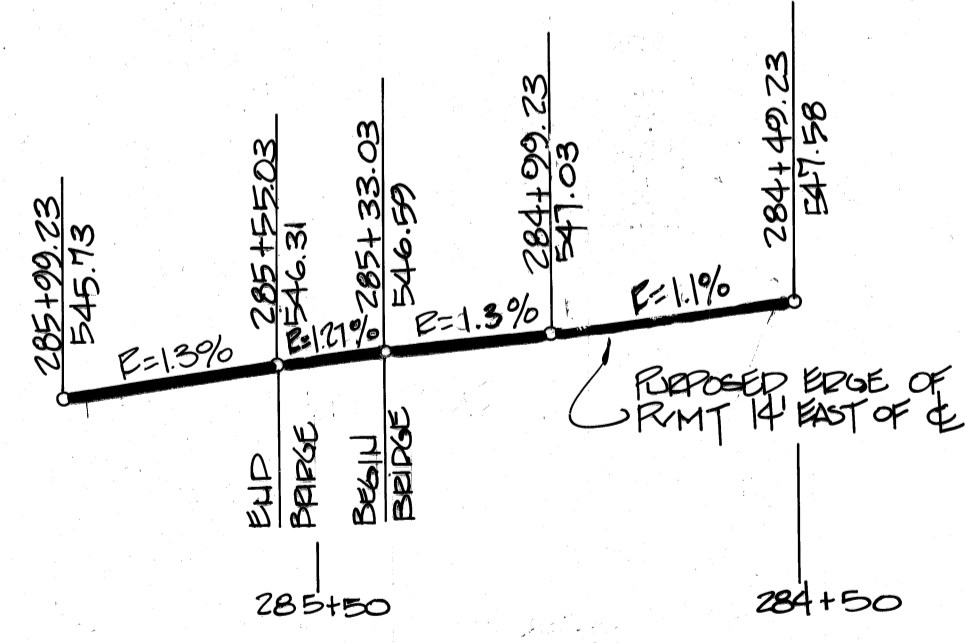 285+99.23
545.73
285+55.03
546.31
285+33.03
546.59
284+99.23
547.03
284+49.23
547.58
E=1.3%
E=1.27%
E=1.3%
E=1.1%
PURPOSED EDGE OF
PVMT 14' EAST OF ℄
END
BRIDGE
BEGIN
BRIDGE
285+50
284+50